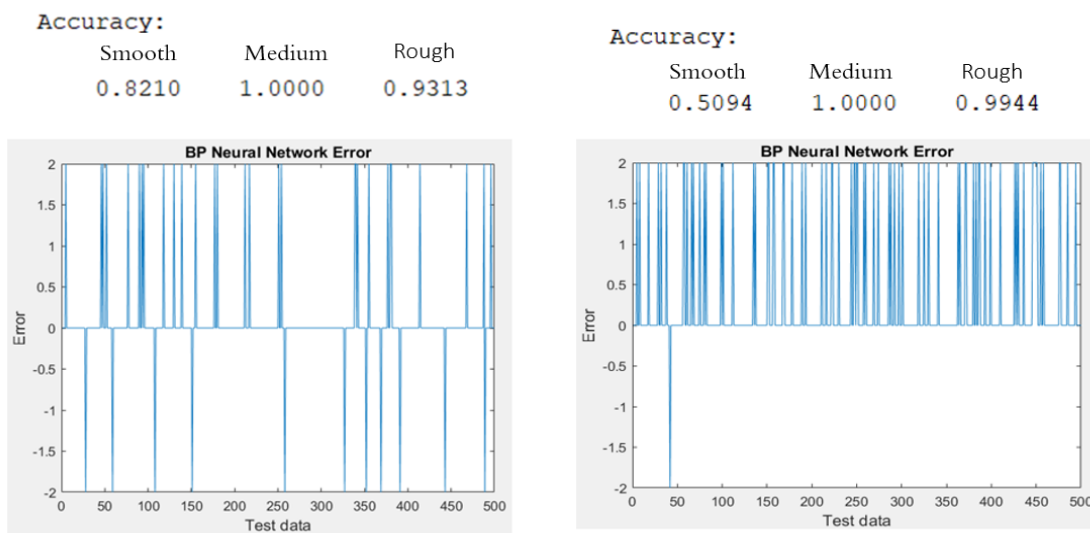 Accuracy:
Smooth Medium Rough
0.8210 1.0000 0.9313
BP Neural Network Error
2
1.5
1
0.5
0
-0.5
-1
-1.5
-2
Error
0 50 100 150 200 250 300 350 400 450 500
Test data
Accuracy:
Smooth Medium Rough
0.5094 1.0000 0.9944
BP Neural Network Error
2
1.5
1
0.5
0
-0.5
-1
-1.5
-2
Error
0 50 100 150 200 250 300 350 400 450 500
Test data